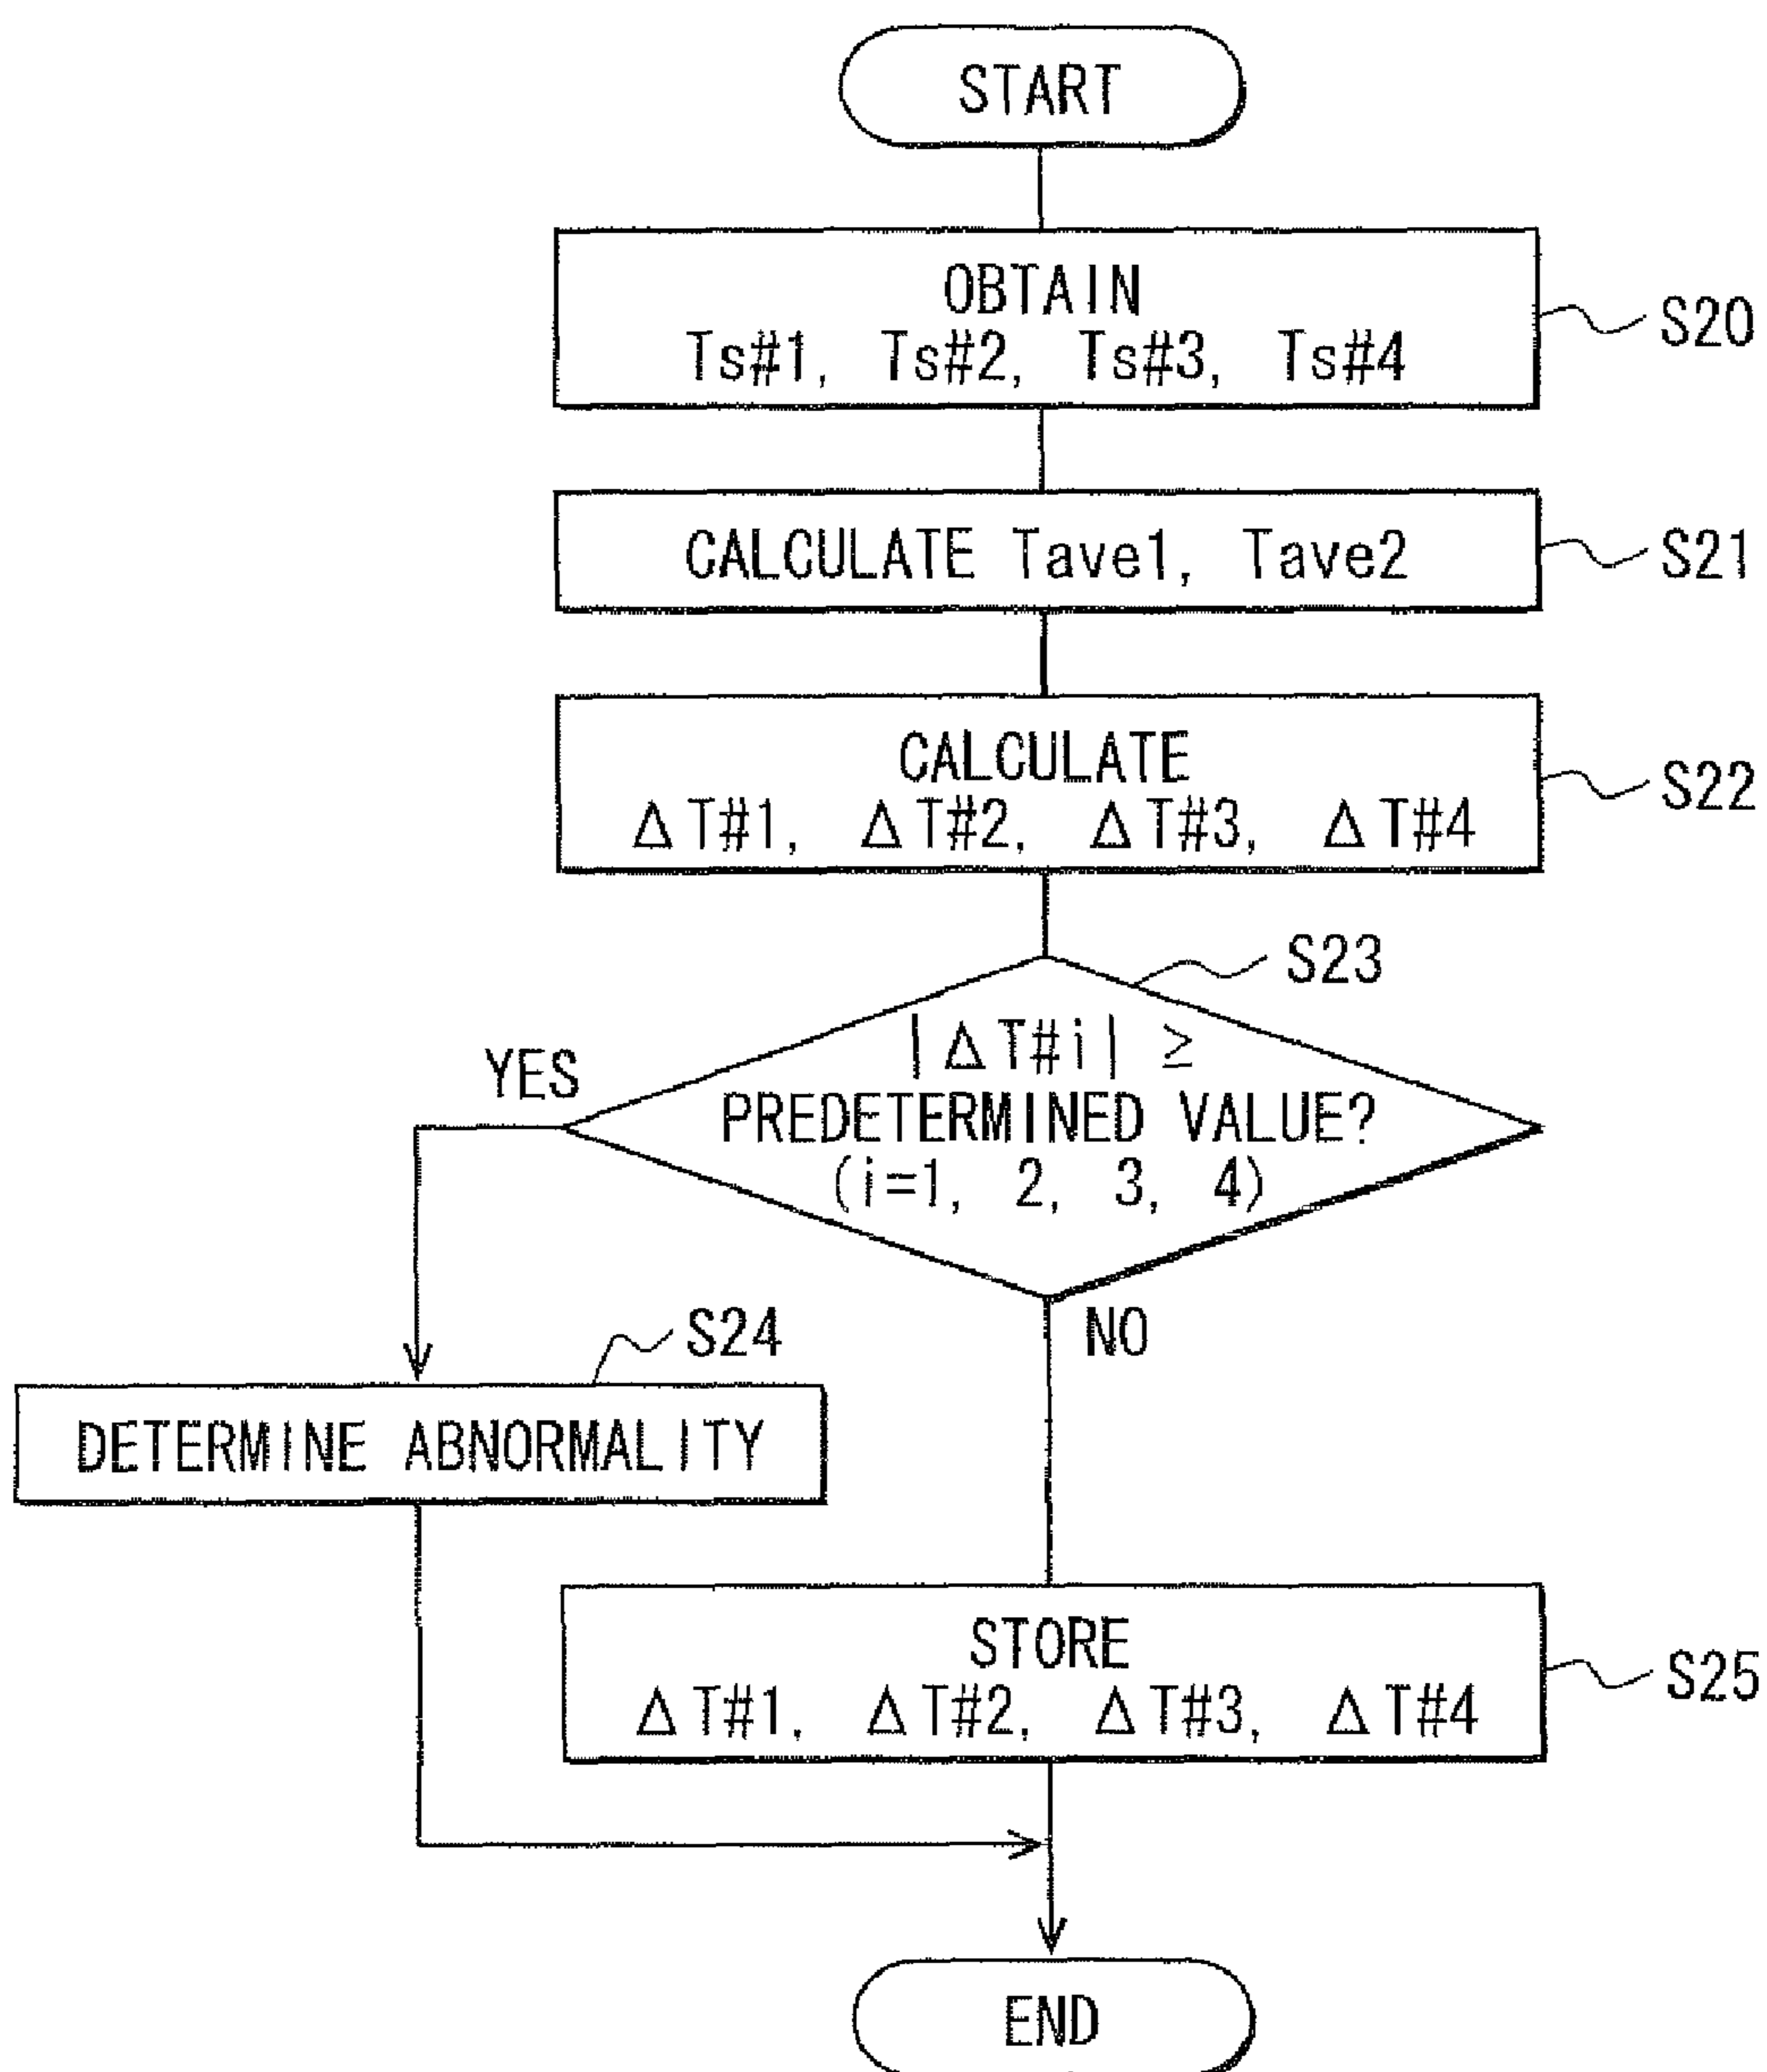 START
OBTAIN
Ts#1, Ts#2, Ts#3, Ts#4
S20
CALCULATE Tave1, Tave2
S21
CALCULATE
ΔT#1, ΔT#2, ΔT#3, ΔT#4
S22
S23
|ΔT#i| ≥
PREDETERMINED VALUE?
(i=1, 2, 3, 4)
YES
NO
S24
DETERMINE ABNORMALITY
STORE
ΔT#1, ΔT#2, ΔT#3, ΔT#4
S25
END